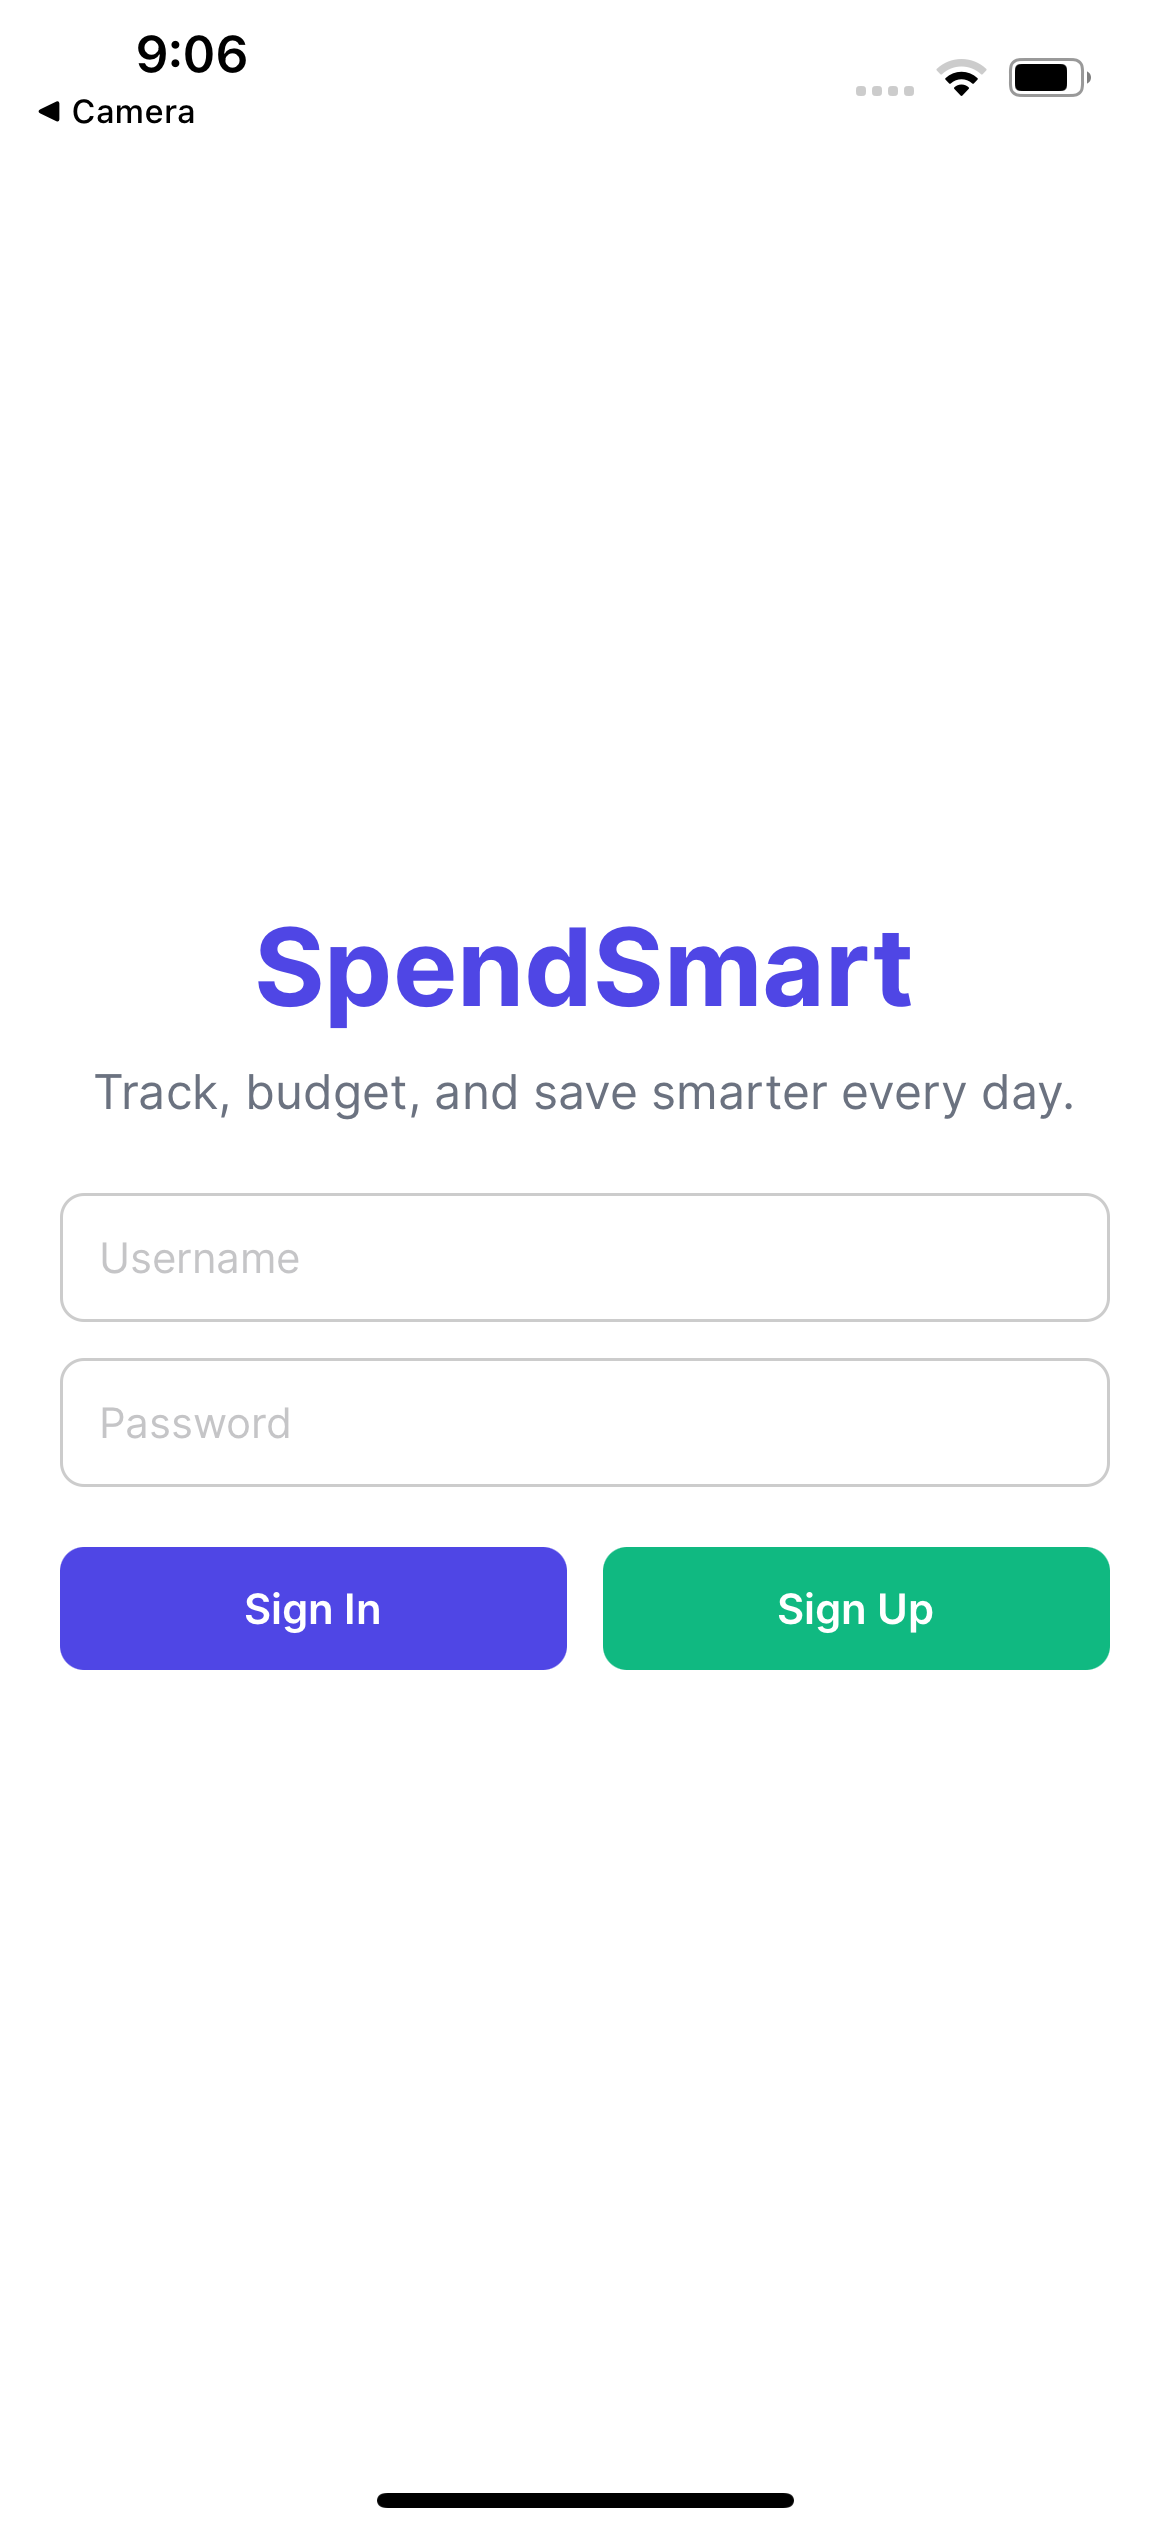 9:06
◀ Camera
SpendSmart
Track, budget, and save smarter every day.
Username
Password
Sign In
Sign Up